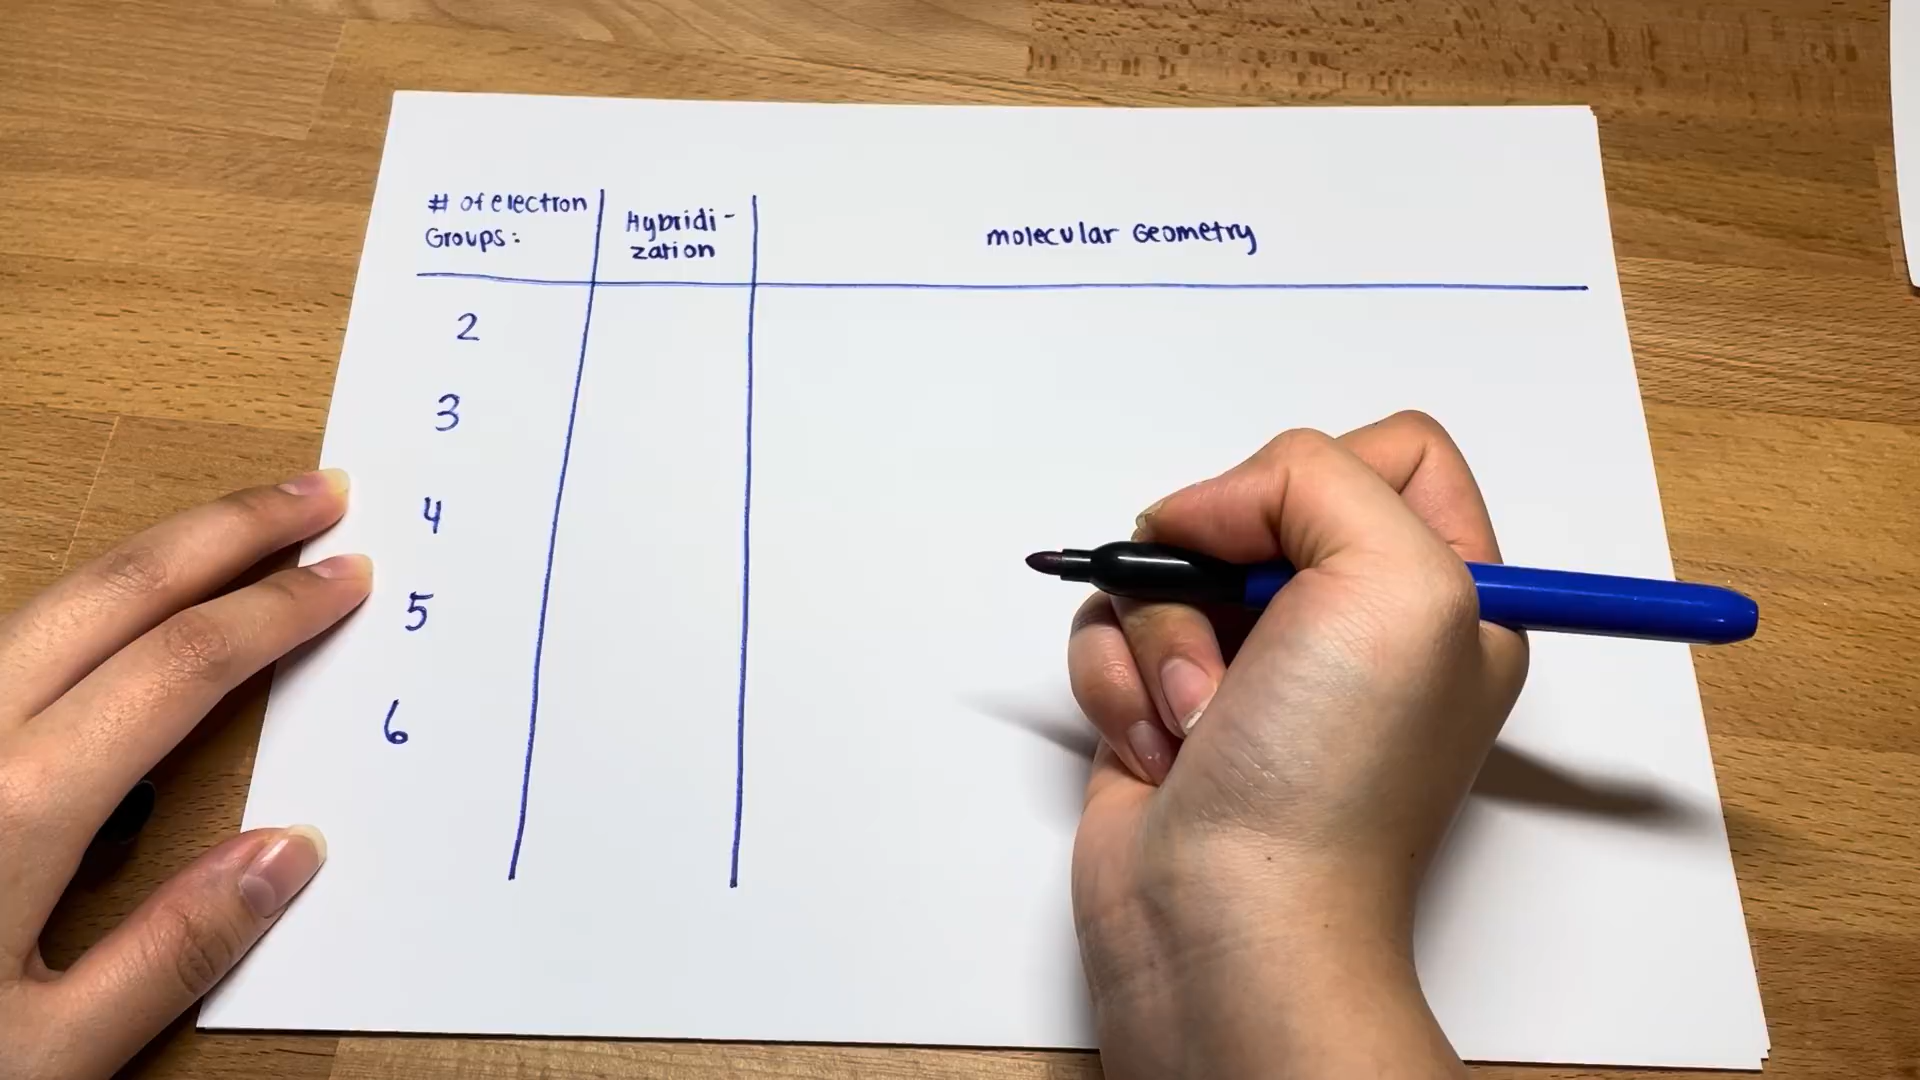 # of electron
Groups:
Hybridi-
zation
molecular Geometry
2
3
4
5
6